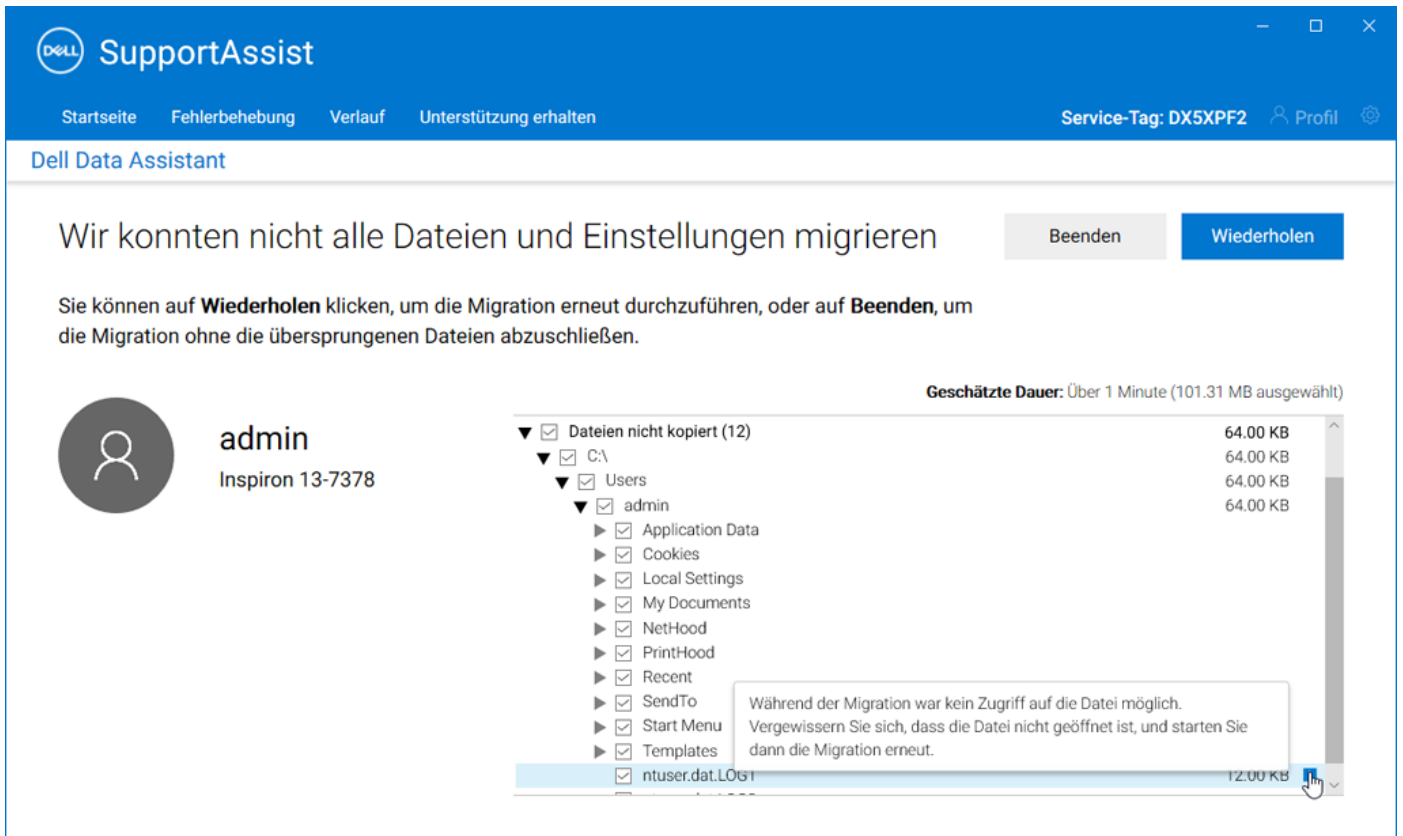 DELL SupportAssist
Startseite Fehlerbehebung Verlauf Unterstützung erhalten Service-Tag: DX5XPF2 Profil
Dell Data Assistant
Wir konnten nicht alle Dateien und Einstellungen migrieren Beenden Wiederholen
Sie können auf Wiederholen klicken, um die Migration erneut durchzuführen, oder auf Beenden, um
die Migration ohne die übersprungenen Dateien abzuschließen.
Geschätzte Dauer: Über 1 Minute (101.31 MB ausgewählt)
admin
Inspiron 13-7378
Dateien nicht kopiert (12) 64.00 KB
C:\ 64.00 KB
Users 64.00 KB
admin 64.00 KB
Application Data
Cookies
Local Settings
My Documents
NetHood
PrintHood
Recent
SendTo
Start Menu
Templates
Während der Migration war kein Zugriff auf die Datei möglich.
Vergewissern Sie sich, dass die Datei nicht geöffnet ist, und starten Sie
dann die Migration erneut.
ntuser.dat.LOG1 12.00 KB